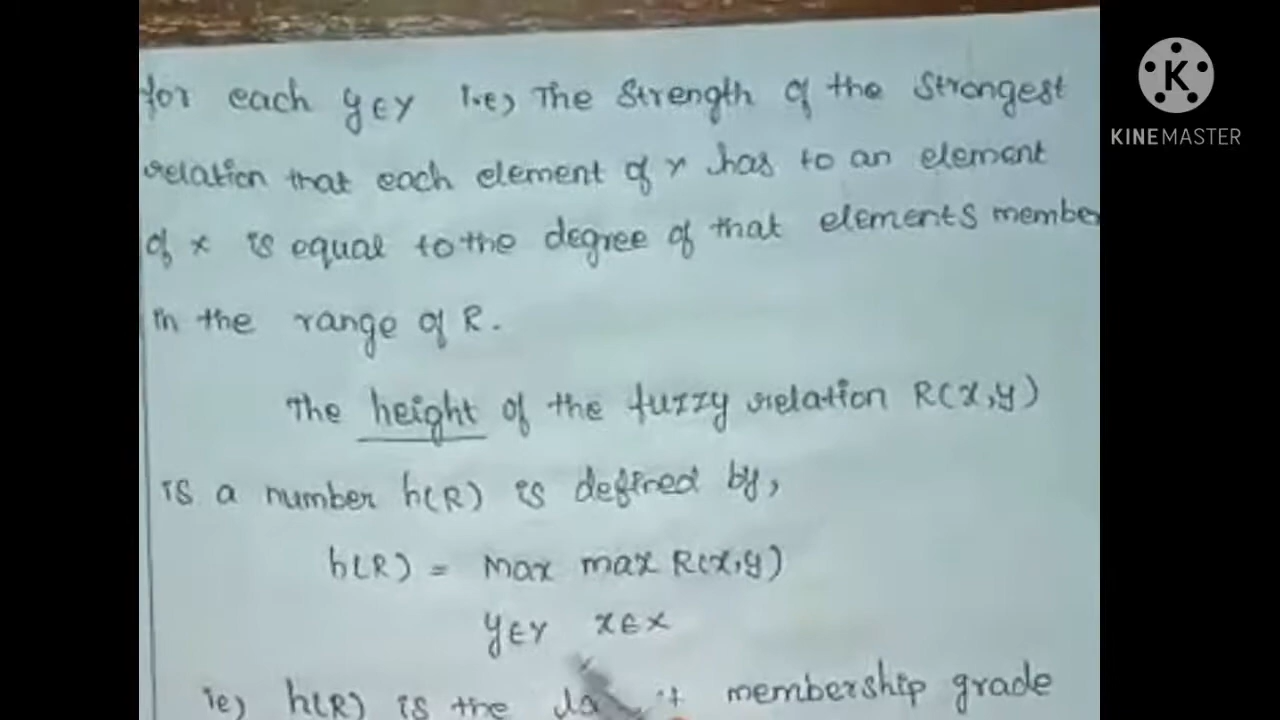 for each y∈Y i.e) The Strength of the Strongest
relation that each element of Y has to an element
of X is equal to the degree of that elements membe
in the range of R.
The height of the fuzzy relation R(x,y)
is a number h(R) is defined by,
h(R) = Max max R(x,y)
y∈Y x∈X
ie) h(R) is the membership grade
KINEMASTER